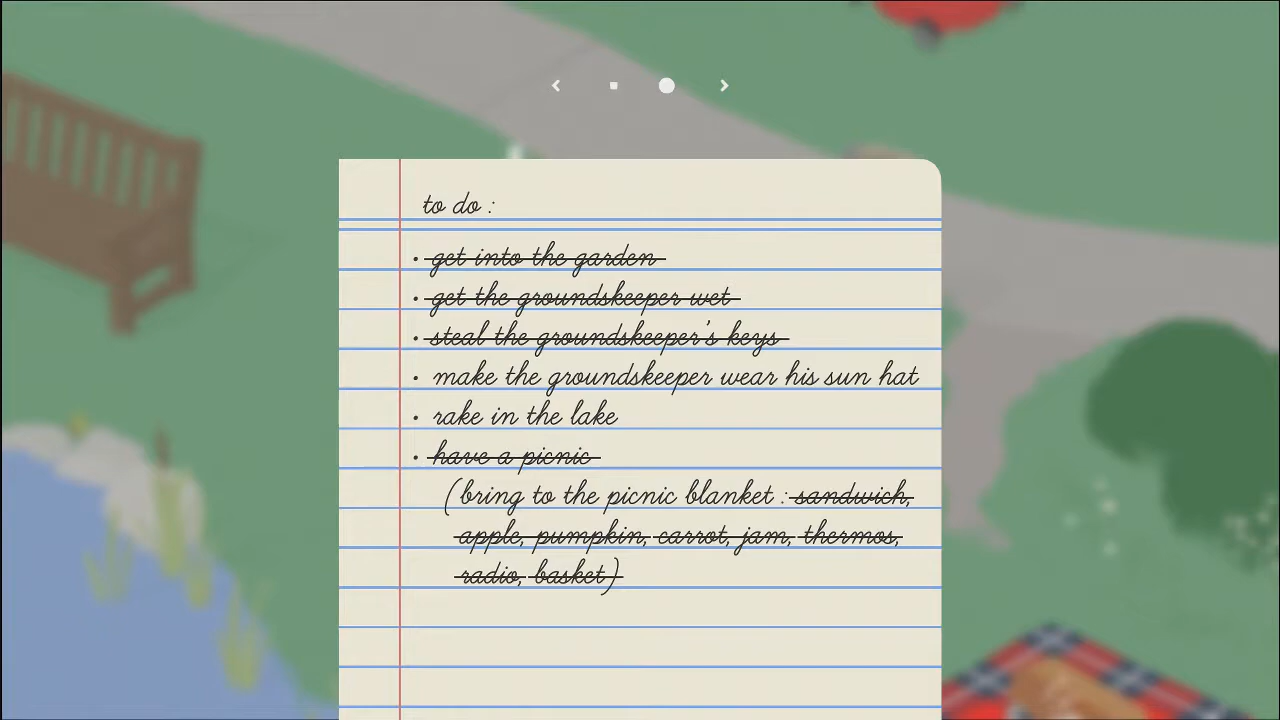 to do :
• get into the garden
• get the groundskeeper wet
• steal the groundskeeper's keys
• make the groundskeeper wear his sun hat
• rake in the lake
• have a picnic
(bring to the picnic blanket : sandwich,
apple, pumpkin, carrot, jam, thermos,
radio, basket)